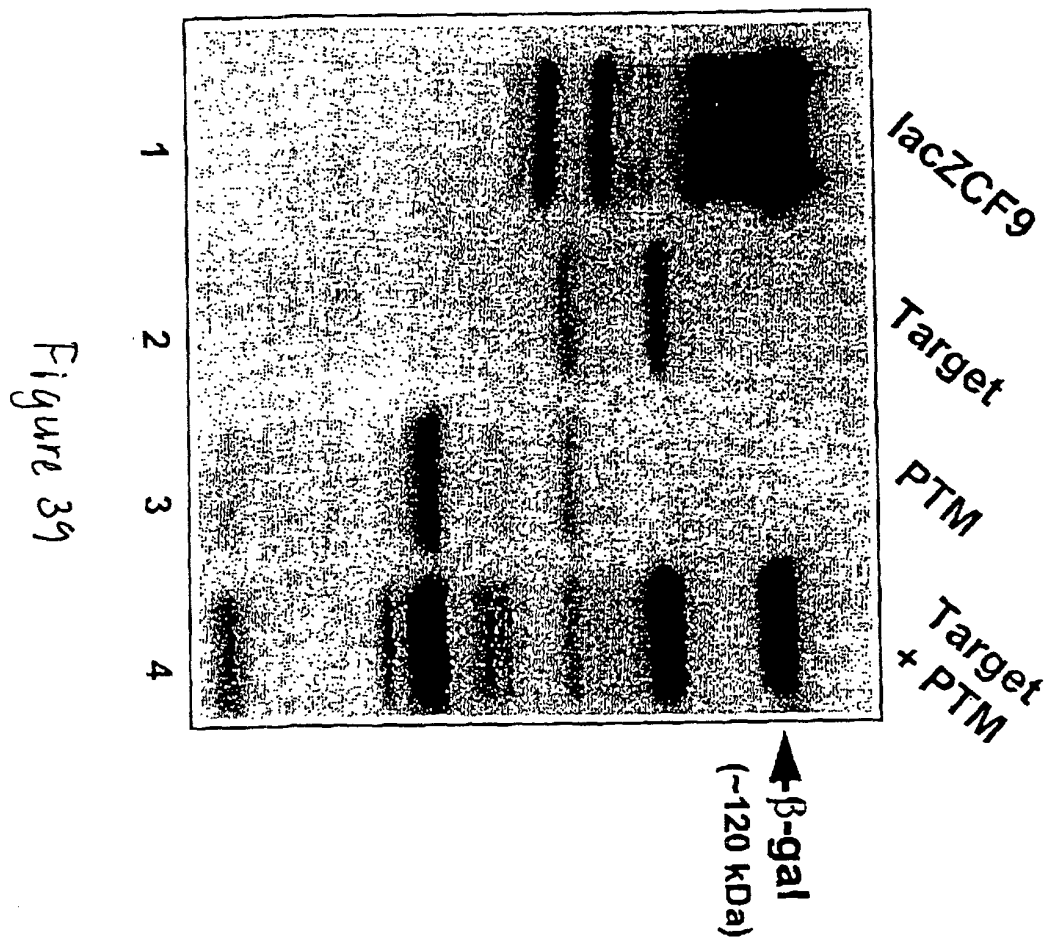 lacZCF9
Target
PTM
Target
+ PTM
β-gal
(~120 kDa)
1
2
3
4
Figure 39